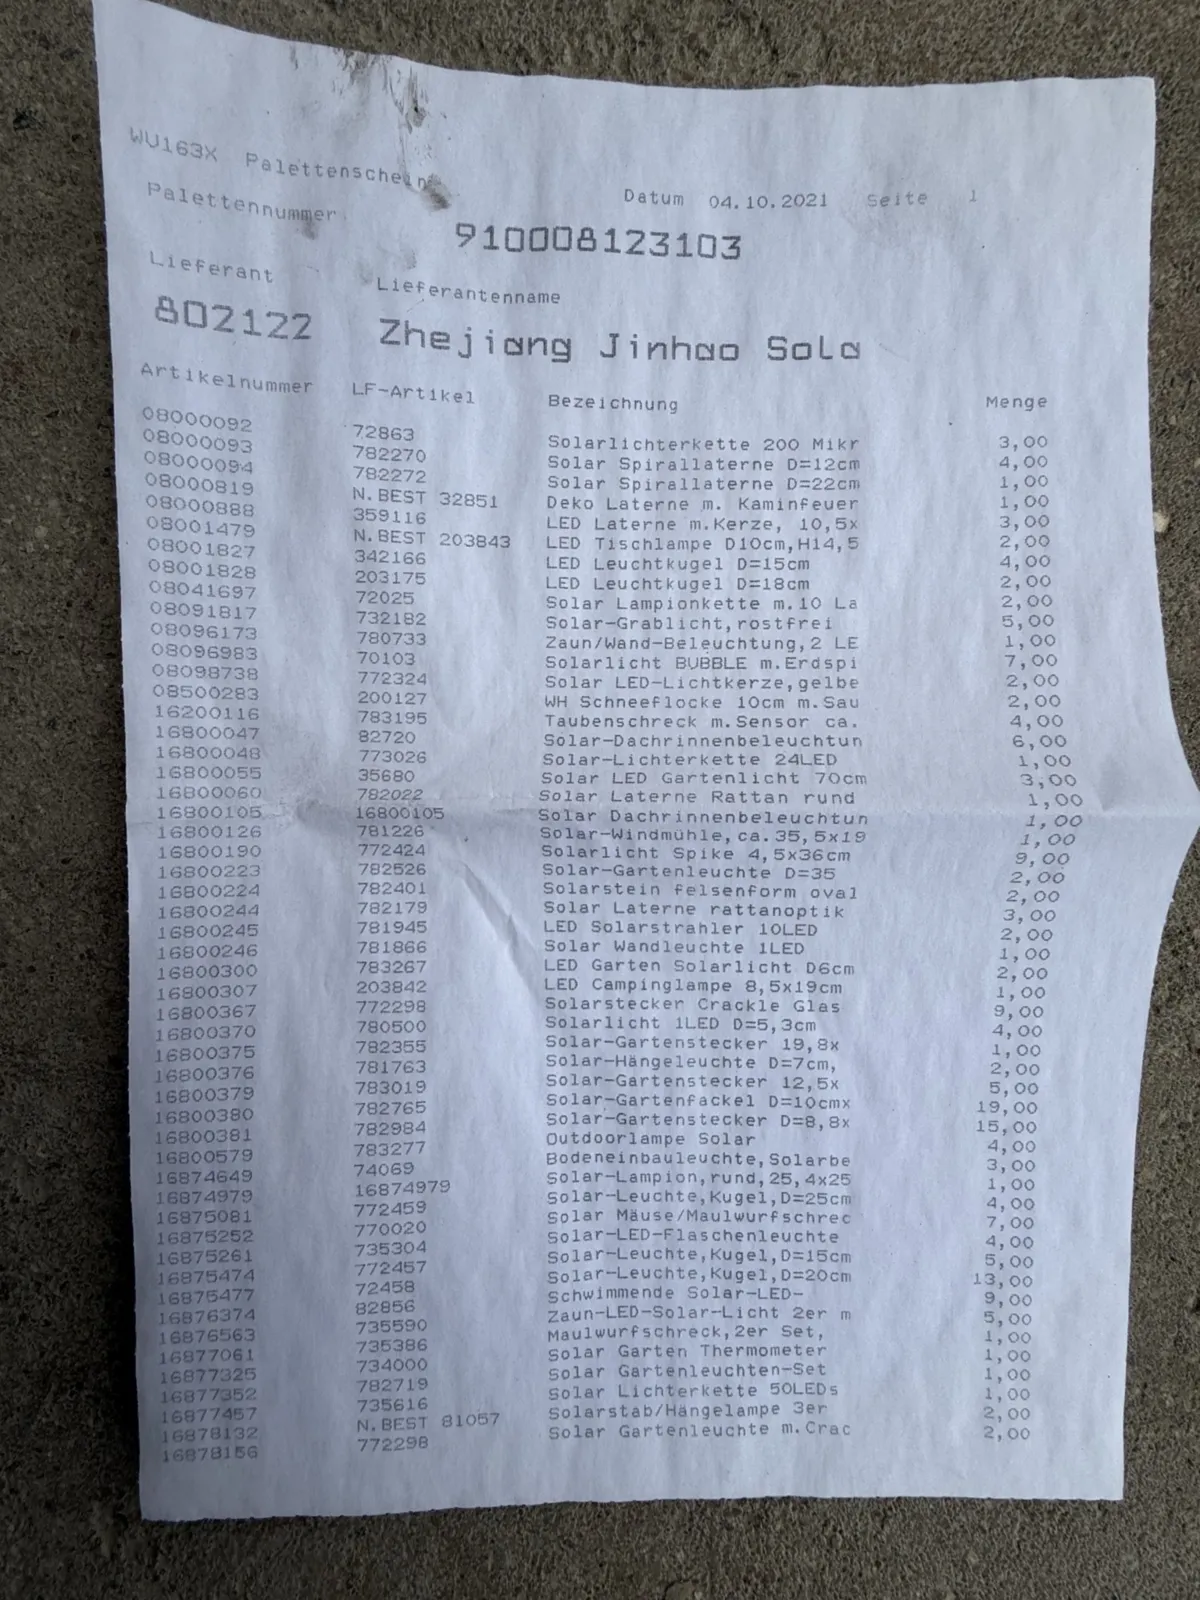 WU163X Palettenschein Datum 04.10.2021 Seite 1
Palettennummer
910008123103
Lieferant Lieferantenname
802122 Zhejiang Jinhao Sola
Artikelnummer LF-Artikel Bezeichnung Menge
08000092 72863 Solarlichterkette 200 Mikr 3,00
08000093 782270 Solar Spirallaterne D=12cm 4,00
08000094 782272 Solar Spirallaterne D=22cm 1,00
08000819 N.BEST 32851 Deko Laterne m. Kaminfeuer 1,00
08000888 359116 LED Laterne m.Kerze, 10,5x 3,00
08001479 N.BEST 203843 LED Tischlampe D10cm,H14,5 2,00
08001827 342166 LED Leuchtkugel D=15cm 4,00
08001828 203175 LED Leuchtkugel D=18cm 2,00
08041697 72025 Solar Lampionkette m.10 La 2,00
08091817 732182 Solar-Grablicht,rostfrei 5,00
08096173 780733 Zaun/Wand-Beleuchtung,2 LE 1,00
08096983 70103 Solarlicht BUBBLE m.Erdspi 7,00
08098738 772324 Solar LED-Lichtkerze,gelbe 2,00
08500283 200127 WH Schneeflocke 10cm m.Sau 2,00
16200116 783195 Taubenschreck m.Sensor ca. 4,00
16800047 82720 Solar-Dachrinnenbeleuchtun 6,00
16800048 773026 Solar-Lichterkette 24LED 1,00
16800055 35680 Solar LED Gartenlicht 70cm 3,00
16800060 782022 Solar Laterne Rattan rund 1,00
16800105 16800105 Solar Dachrinnenbeleuchtun 1,00
16800126 781226 Solar-Windmühle,ca.35,5x19 1,00
16800190 772424 Solarlicht Spike 4,5x36cm 9,00
16800223 782526 Solar-Gartenleuchte D=35 2,00
16800224 782401 Solarstein felsenform oval 2,00
16800244 782179 Solar Laterne rattanoptik 3,00
16800245 781945 LED Solarstrahler 10LED 2,00
16800246 781866 Solar Wandleuchte 1LED 1,00
16800300 783267 LED Garten Solarlicht D6cm 2,00
16800307 203842 LED Campinglampe 8,5x19cm 1,00
16800367 772298 Solarstecker Crackle Glas 9,00
16800370 780500 Solarlicht 1LED D=5,3cm 4,00
16800375 782355 Solar-Gartenstecker 19,8x 1,00
16800376 781763 Solar-Hängeleuchte D=7cm, 2,00
16800379 783019 Solar-Gartenstecker 12,5x 5,00
16800380 782765 Solar-Gartenfackel D=10cmx 19,00
16800381 782984 Solar-Gartenstecker D=8,8x 15,00
16800579 783277 Outdoorlampe Solar 4,00
16874649 74069 Bodeneinbauleuchte,Solarbe 3,00
16874979 16874979 Solar-Lampion,rund,25,4x25 1,00
16875081 772459 Solar-Leuchte,Kugel,D=25cm 4,00
16875252 770020 Solar Mäuse/Maulwurfschrec 7,00
16875261 735304 Solar-LED-Flaschenleuchte 4,00
16875474 772457 Solar-Leuchte,Kugel,D=15cm 5,00
16875477 72458 Solar-Leuchte,Kugel,D=20cm 13,00
16876374 82856 Schwimmende Solar-LED- 9,00
16876563 735590 Zaun-LED-Solar-Licht 2er m 5,00
16877061 735386 Maulwurfschreck,2er Set, 1,00
16877325 734000 Solar Garten Thermometer 1,00
16877352 782719 Solar Gartenleuchten-Set 1,00
16877457 735616 Solar Lichterkette 50LEDs 1,00
16878132 N.BEST 81057 Solarstab/Hängelampe 3er 2,00
16878156 772298 Solar Gartenleuchte m.Crac 2,00